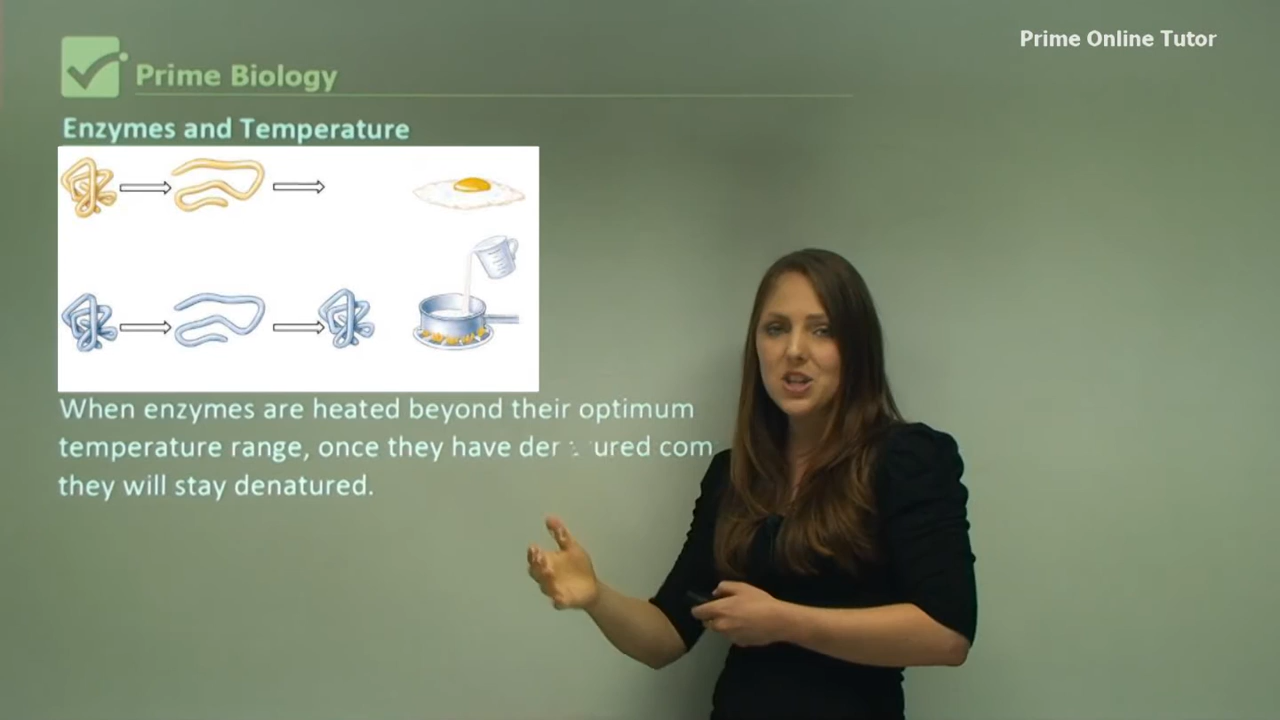 Prime Online Tutor
Prime Biology
Enzymes and Temperature
When enzymes are heated beyond their optimum
temperature range, once they have
they will stay denatured.